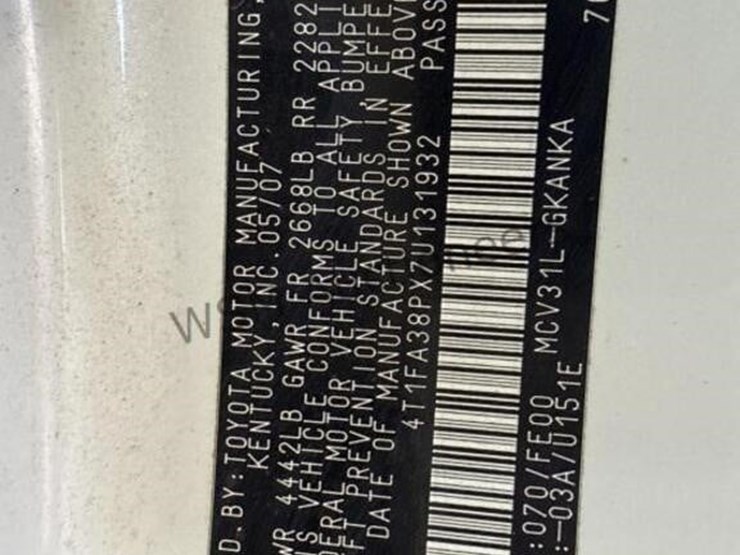 D.BY:TOYOTA MOTOR MANUFACTURING,
KENTUCKY,INC.05/07
WR 4442LB GAWR FR 2668LB RR 2282
IS VEHICLE CONFORMS TO ALL APPLI
ERAL MOTOR VEHICLE SAFETY, BUMPE
FT PREVENTION STANDARDS IN EFFE
DATE OF MANUFACTURE SHOWN ABOVE
4T1FA38PX7U131932 PASS
:070/FE00 MCV31L-GKANKA
:-03A/U151E